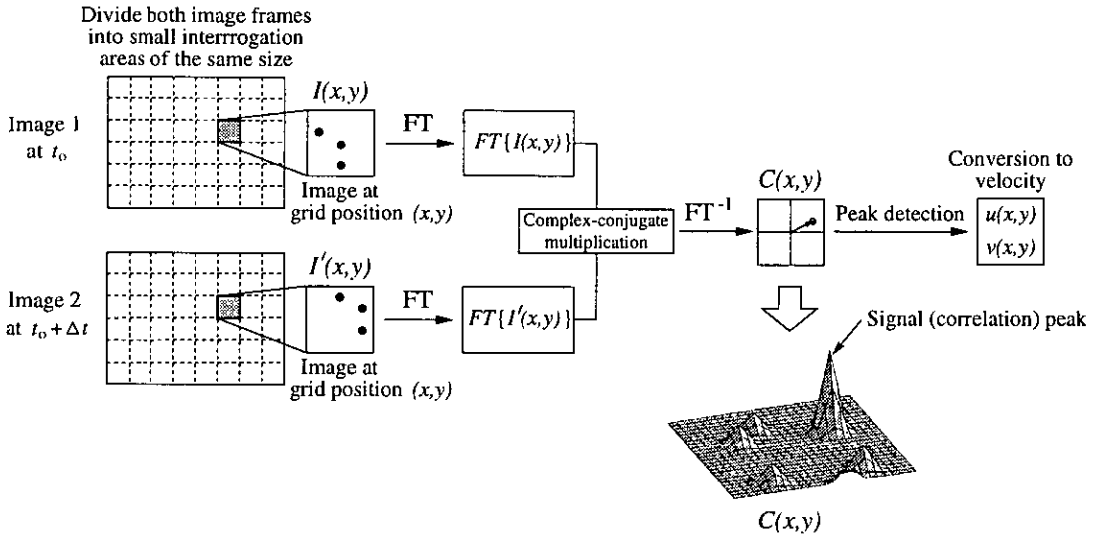 Divide both image frames
into small interrrogation
areas of the same size
I(x,y)
Image 1
at t₀
FT
FT{I(x,y)}
Image at
grid position (x,y)
Complex-conjugate
multiplication
FT⁻¹
C(x,y)
Peak detection
Conversion to
velocity
u(x,y)
v(x,y)
I'(x,y)
Image 2
at t₀ + Δt
FT
FT{I'(x,y)}
Image at
grid position (x,y)
Signal (correlation) peak
C(x,y)